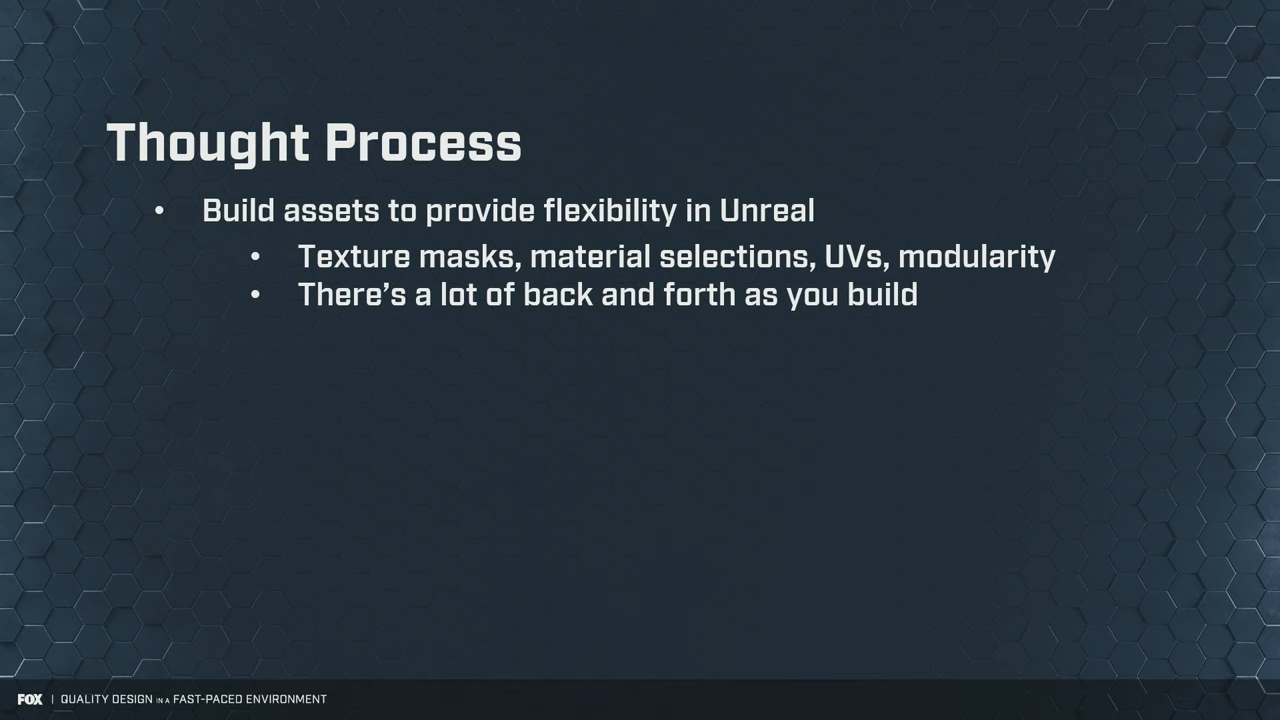 Thought Process
• Build assets to provide flexibility in Unreal
• Texture masks, material selections, UVs, modularity
• There’s a lot of back and forth as you build
FOX | QUALITY DESIGN IN A FAST-PACED ENVIRONMENT